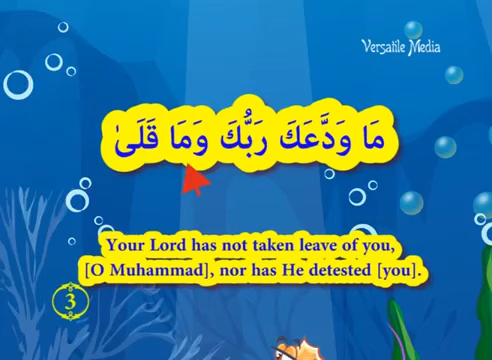 Versatile Media
مَا وَدَّعَكَ رَبُّكَ وَمَا قَلَىٰ
Your Lord has not taken leave of you,
[O Muhammad], nor has He detested [you].
3